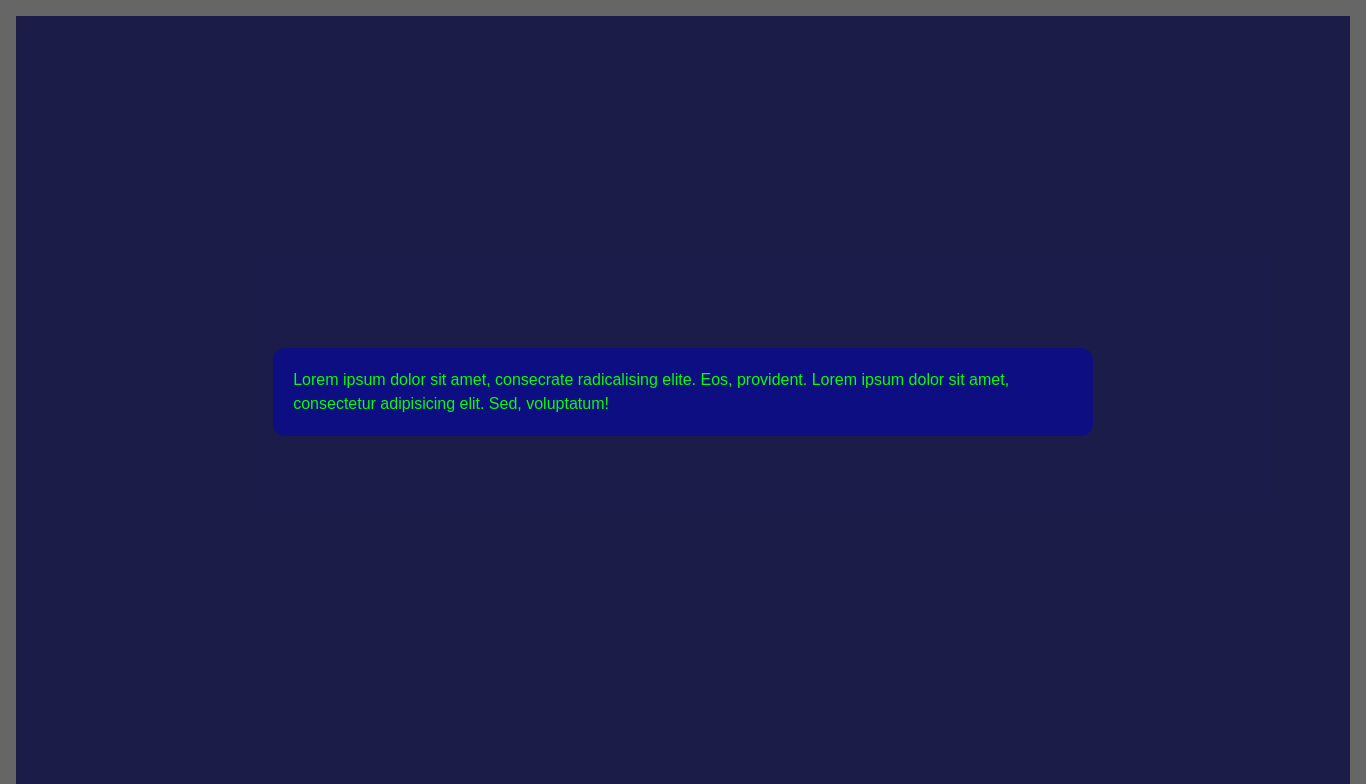 Lorem ipsum dolor sit amet, consecrate radicalising elite. Eos, provident. Lorem ipsum dolor sit amet,
consectetur adipisicing elit. Sed, voluptatum!